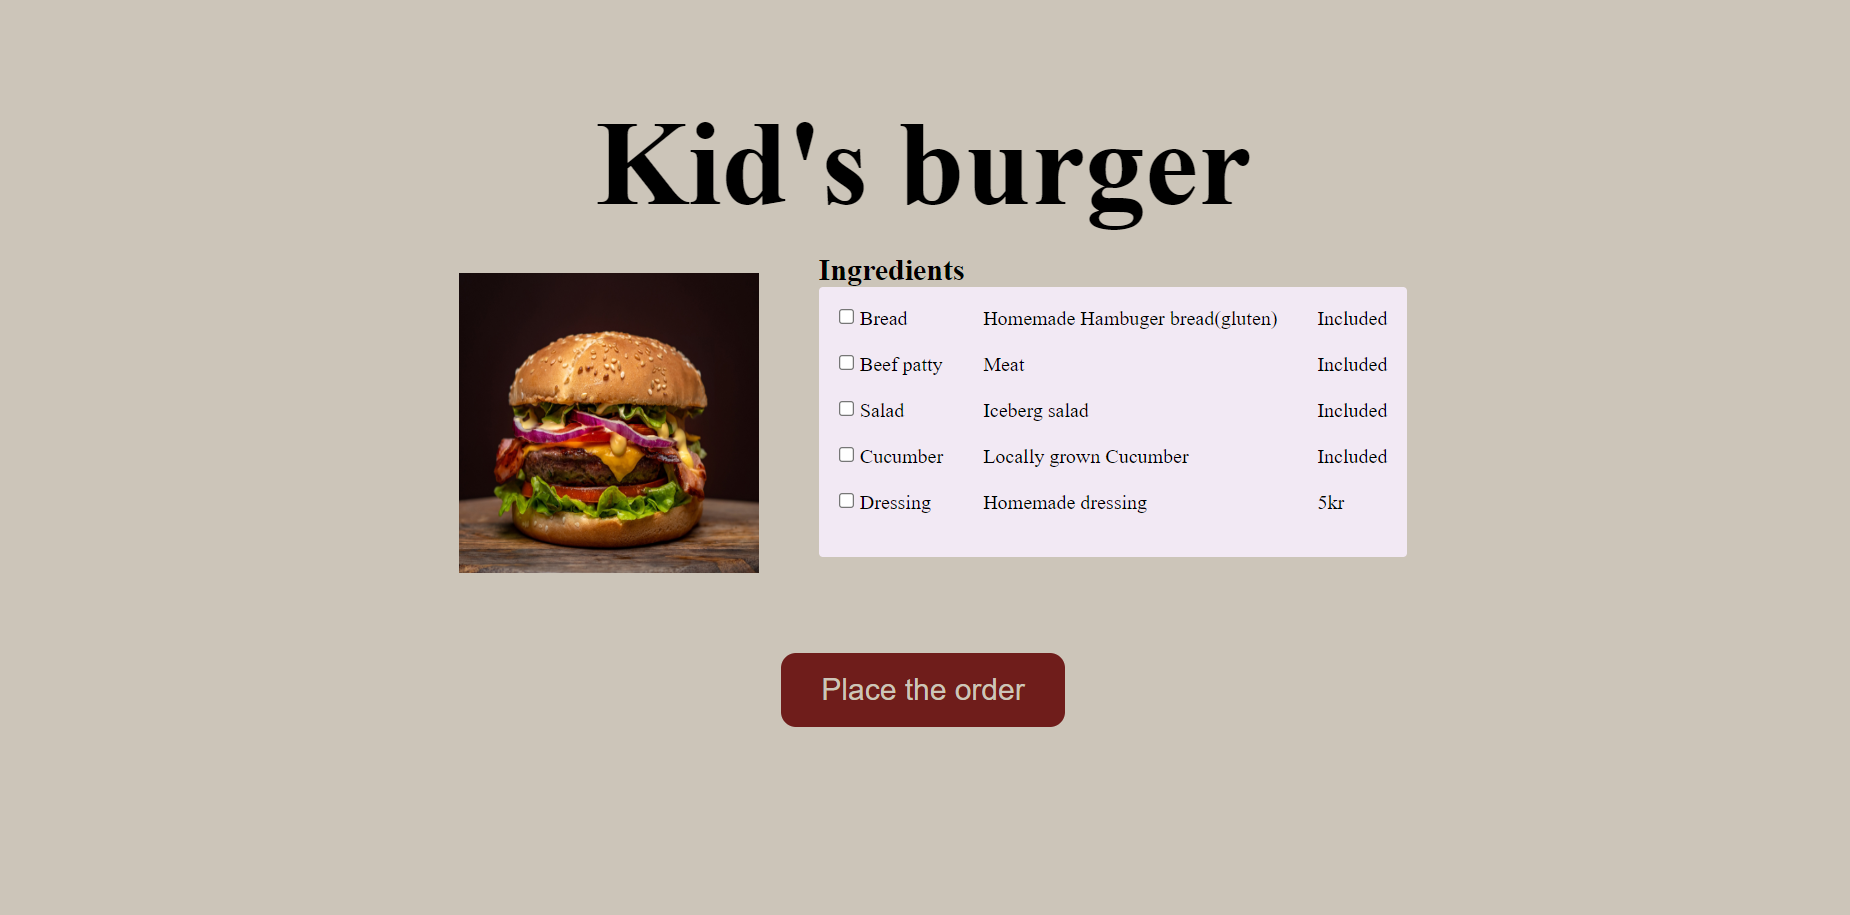 Kid's burger
Ingredients
Bread Homemade Hambuger bread(gluten) Included
Beef patty Meat Included
Salad Iceberg salad Included
Cucumber Locally grown Cucumber Included
Dressing Homemade dressing 5kr
Place the order